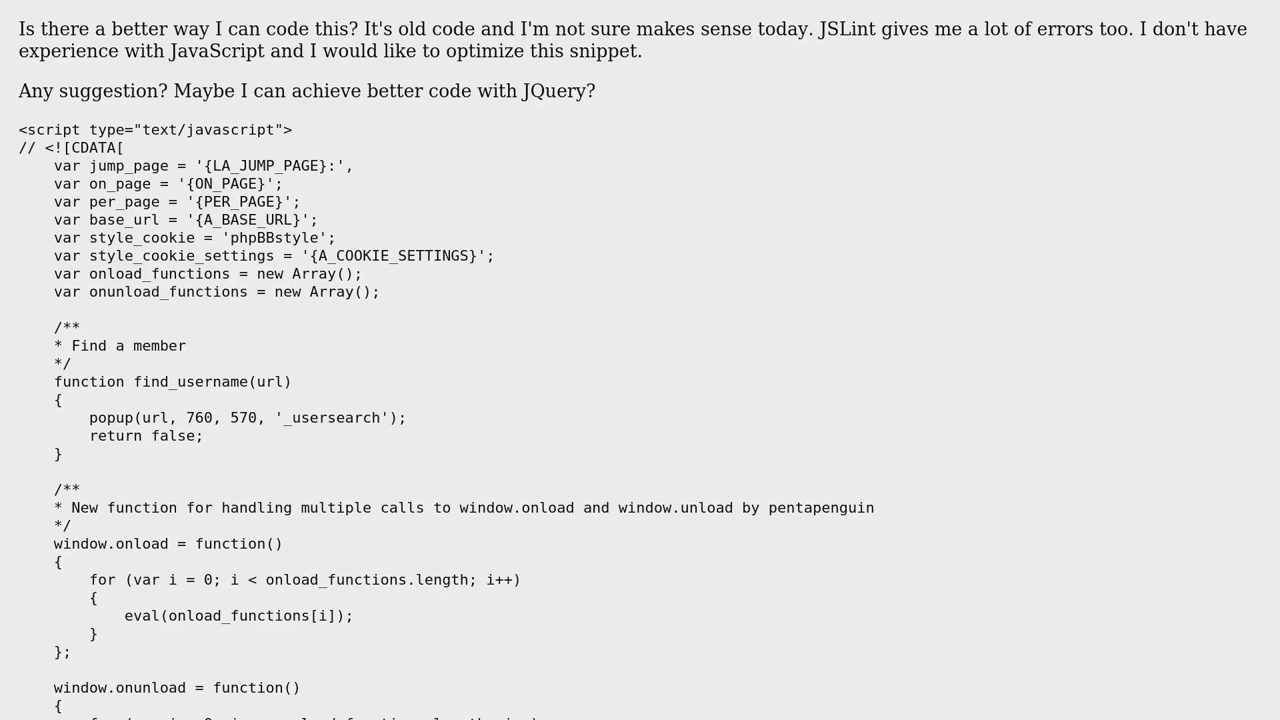 Is there a better way I can code this? It's old code and I'm not sure makes sense today. JSLint gives me a lot of errors too. I don't have
experience with JavaScript and I would like to optimize this snippet.
Any suggestion? Maybe I can achieve better code with JQuery?
<script type="text/javascript">
// <![CDATA[
    var jump_page = '{LA_JUMP_PAGE}:',
    var on_page = '{ON_PAGE}';
    var per_page = '{PER_PAGE}';
    var base_url = '{A_BASE_URL}';
    var style_cookie = 'phpBBstyle';
    var style_cookie_settings = '{A_COOKIE_SETTINGS}';
    var onload_functions = new Array();
    var onunload_functions = new Array();
    /**
    * Find a member
    */
    function find_username(url)
    {
        popup(url, 760, 570, '_usersearch');
        return false;
    }
    /**
    * New function for handling multiple calls to window.onload and window.unload by pentapenguin
    */
    window.onload = function()
    {
        for (var i = 0; i < onload_functions.length; i++)
        {
            eval(onload_functions[i]);
        }
    };
    window.onunload = function()
    {